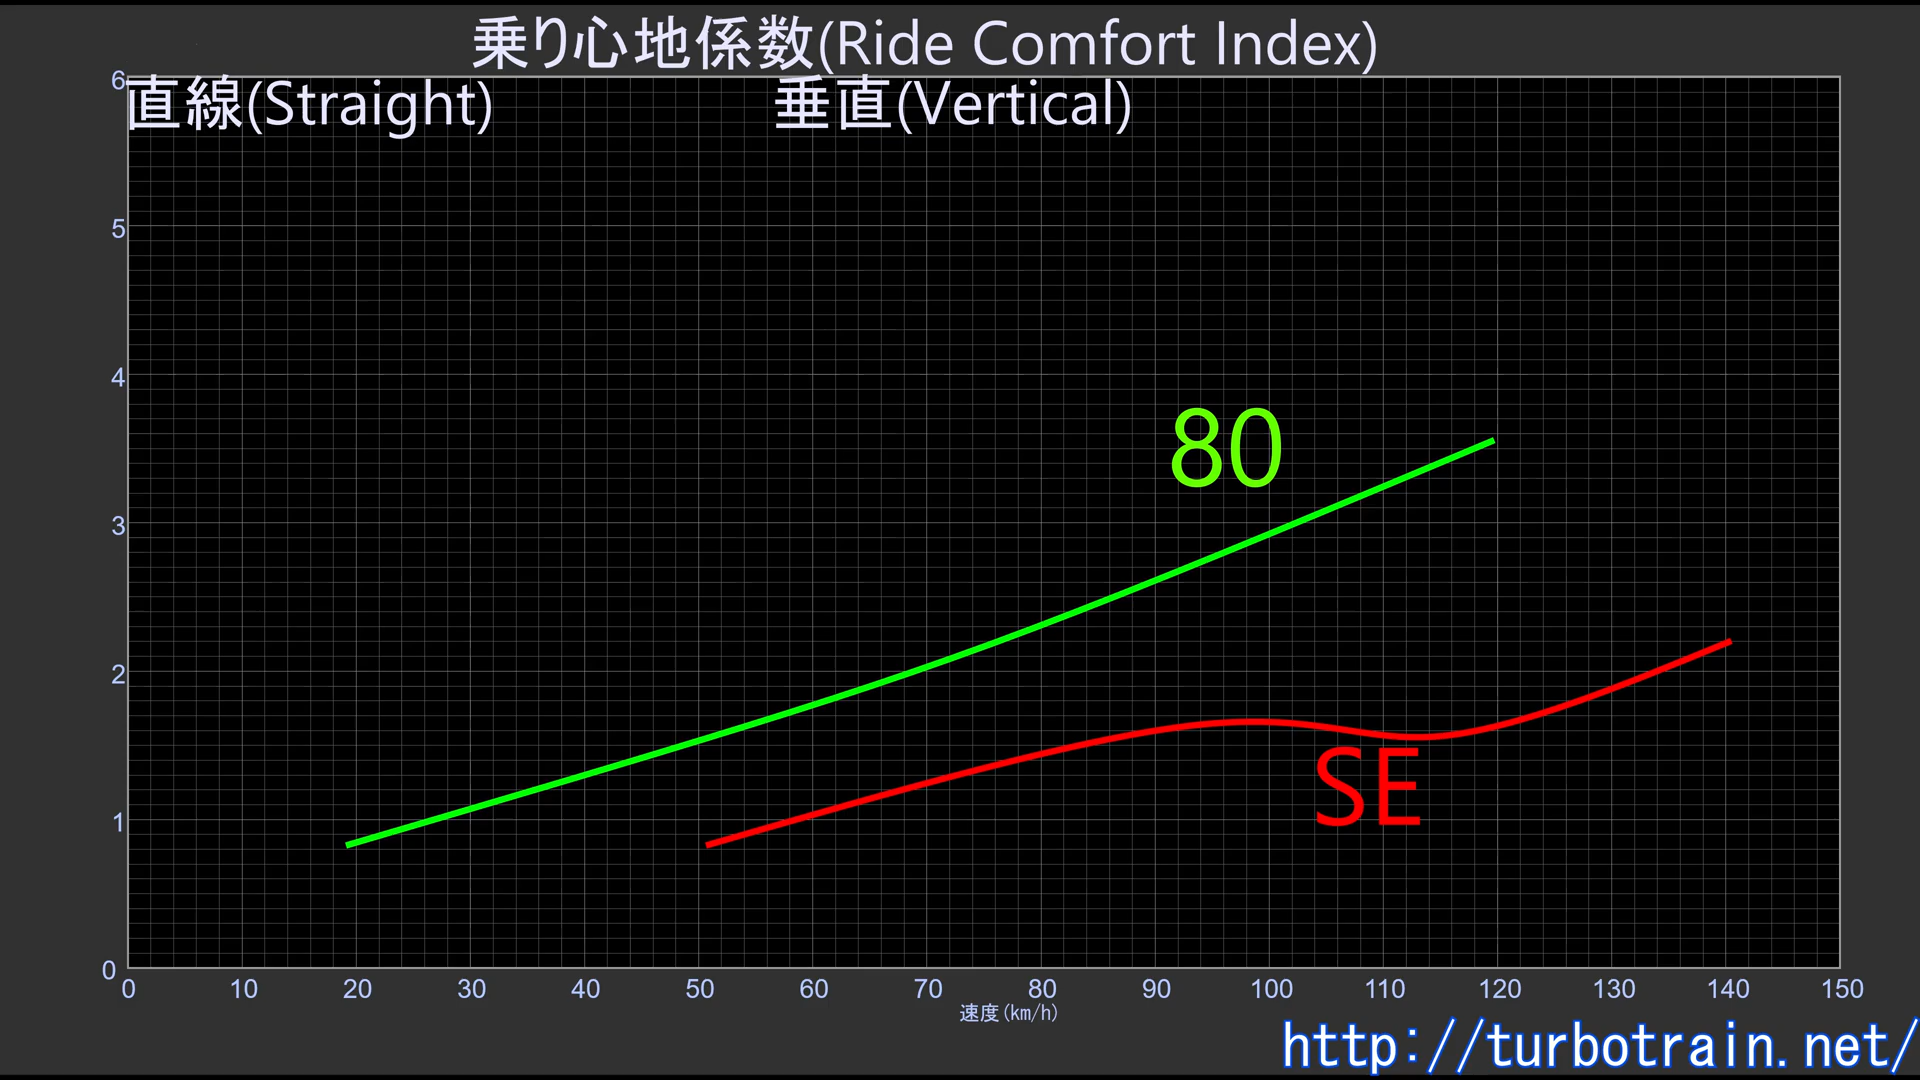 乗り心地係数(Ride Comfort Index)
直線(Straight) 垂直(Vertical)
6
5
4
3
2
1
0
80
SE
0 10 20 30 40 50 60 70 80 90 100 110 120 130 140 150
速度(km/h)
http://turbotrain.net/